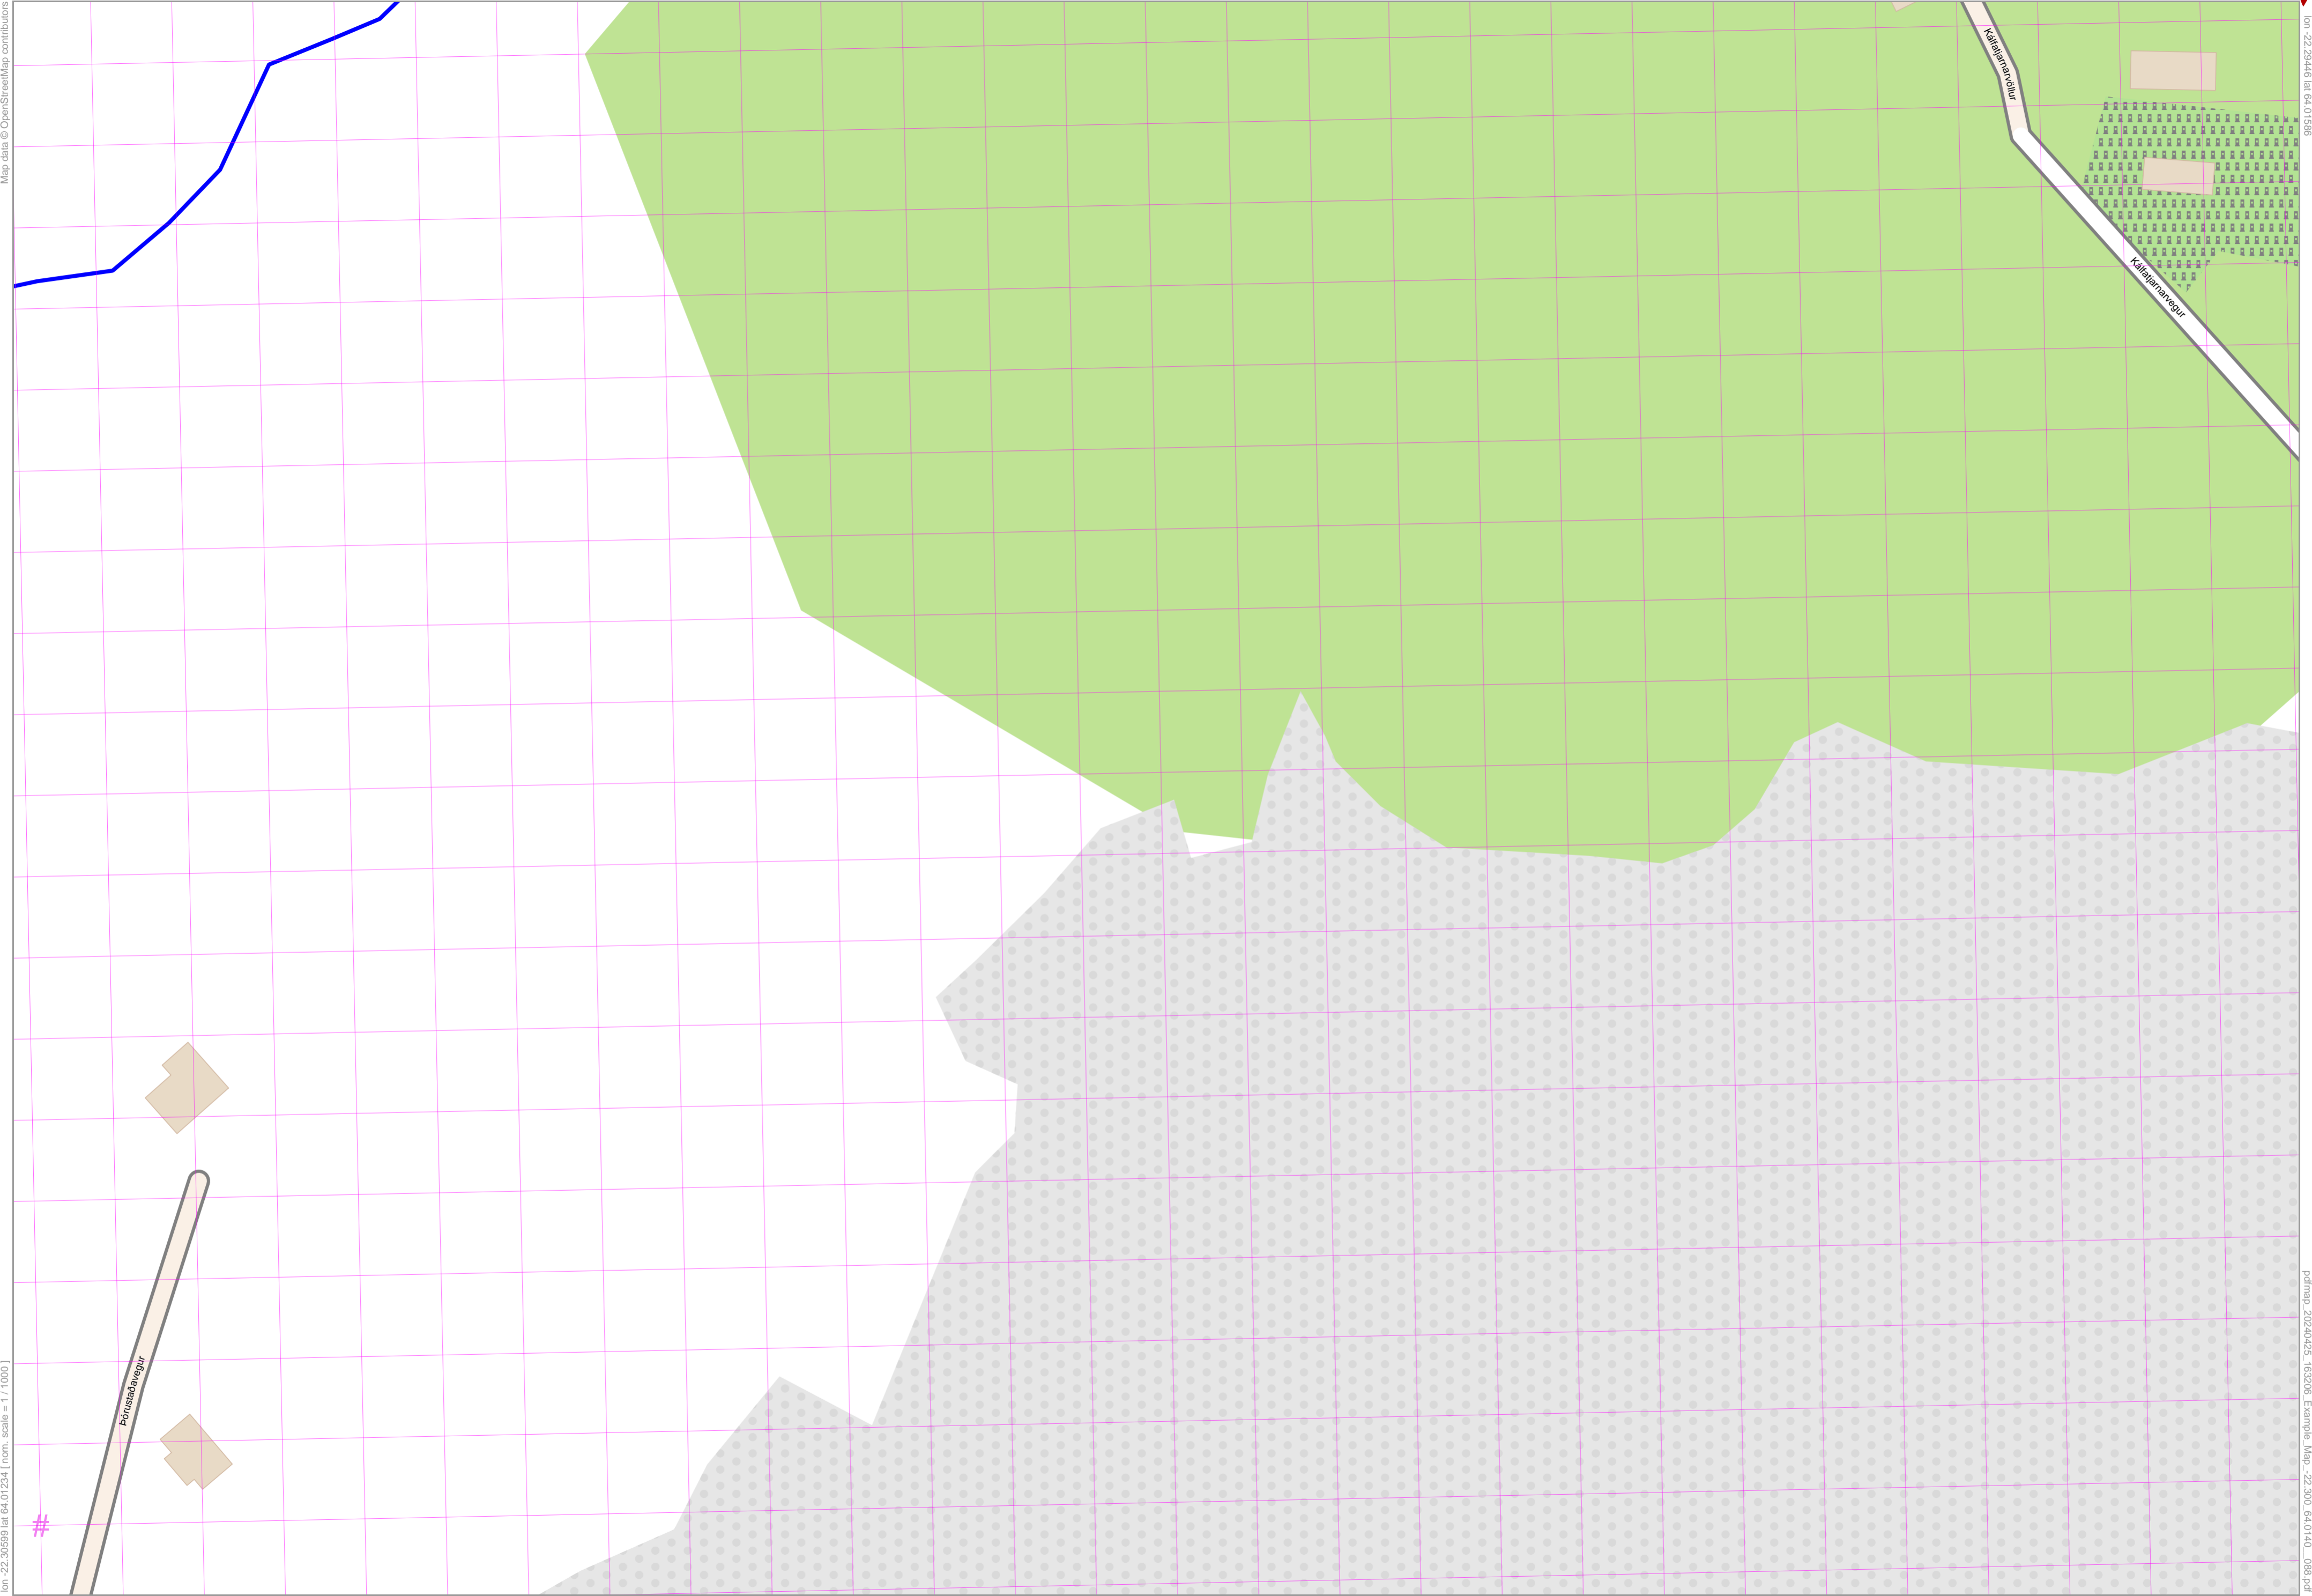 Map data © OpenStreetMap contributors
lon -22.30599 lat 64.01234 [ nom. scale = 1 / 1000 ]
Kálfatjarnarvöllur
Kálfatjarnarvegur
Þórustaðavegur
#
lon -22.29446 lat 64.01586
pdfmap_20240425_163206_Example_Map_-22.300_64.0140__088.pdf